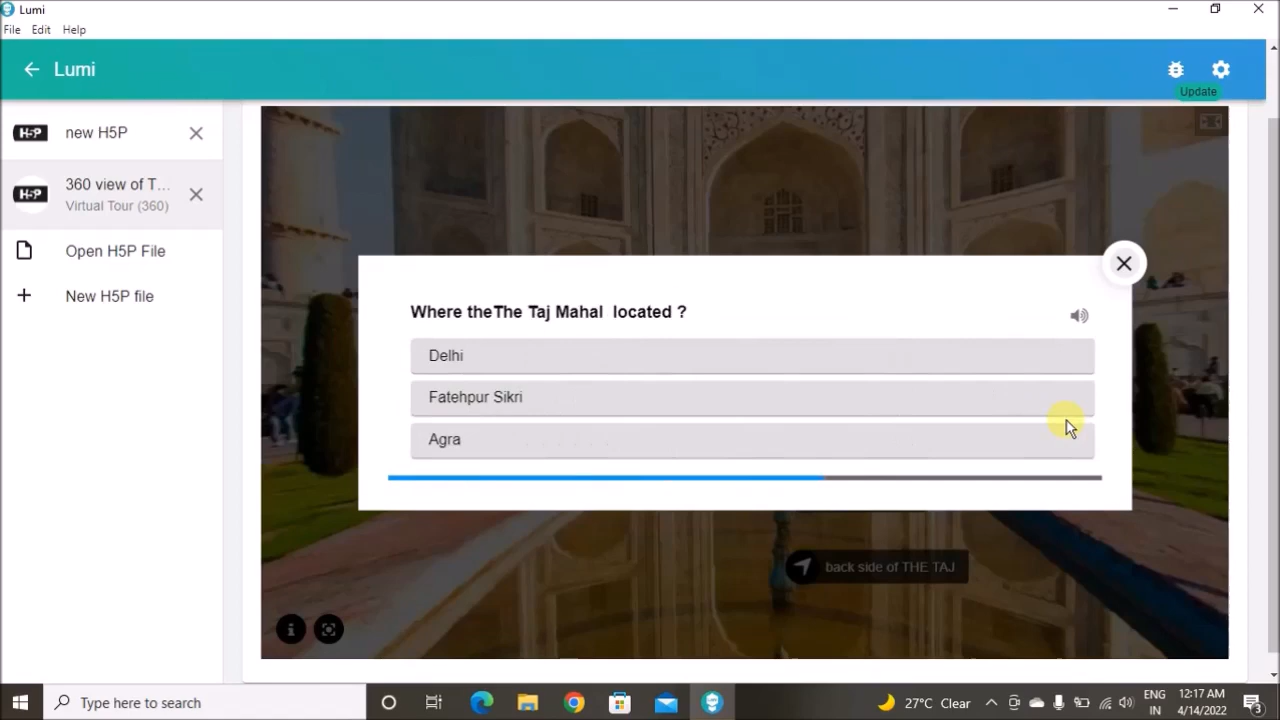 Lumi
File Edit Help
Lumi
Update
H5P new H5P
H5P 360 view of T...
Virtual Tour (360)
Open H5P File
New H5P file
Where theThe Taj Mahal  located ?
Delhi
Fatehpur Sikri
Agra
back side of THE TAJ
Type here to search
27°C Clear
ENG
IN
12:17 AM
4/14/2022
3